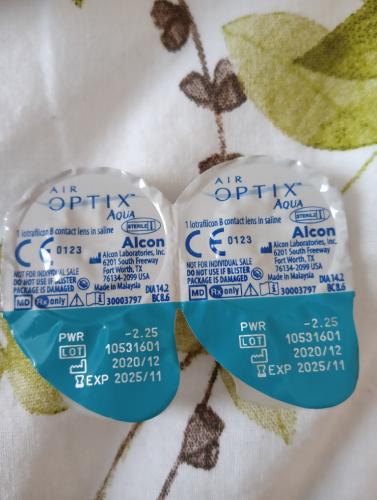 AIR
OPTIX™
AQUA
1 lotrafilcon B contact lens in saline
STERILE
CE 0123
Alcon
Alcon Laboratories, Inc.
6201 South Freeway
Fort Worth, TX
76134-2099 USA
Made in Malaysia
NOT FOR INDIVIDUAL SALE
DO NOT USE IF BLISTER
PACKAGE IS DAMAGED
MD Rx only 30003797
DIA 14.2
BC 8.6
PWR -2.25
LOT 10531601
2020/12
EXP 2025/11
AIR
OPTIX™
AQUA
1 lotrafilcon B contact lens in saline
STERILE
CE 0123
Alcon
Alcon Laboratories, Inc.
6201 South Freeway
Fort Worth, TX
76134-2099 USA
Made in Malaysia
NOT FOR INDIVIDUAL SALE
DO NOT USE IF BLISTER
PACKAGE IS DAMAGED
MD Rx only 30003797
DIA 14.2
BC 8.6
PWR -2.25
LOT 10531601
2020/12
EXP 2025/11